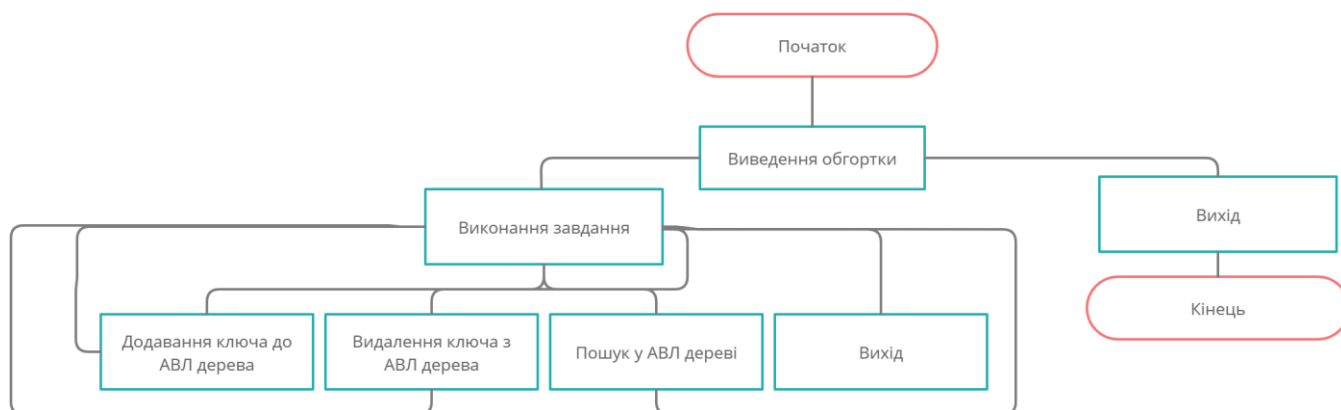 Початок
Виведення обгортки
Вихід
Виконання завдання
Кінець
Додавання ключа до
АВЛ дерева
Видалення ключа з
АВЛ дерева
Пошук у АВЛ дереві
Вихід